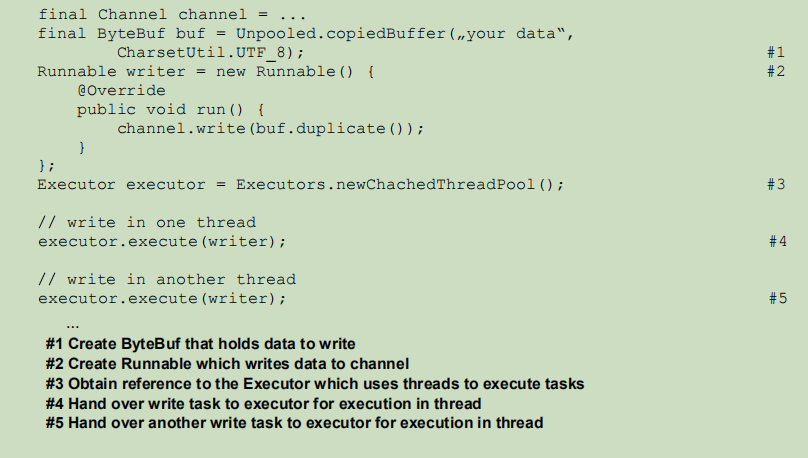 final Channel channel = ...
final ByteBuf buf = Unpooled.copiedBuffer(„your data“,
CharsetUtil.UTF_8); #1
Runnable writer = new Runnable() { #2
@Override
public void run() {
channel.write(buf.duplicate());
}
};
Executor executor = Executors.newChachedThreadPool(); #3
// write in one thread
executor.execute(writer); #4
// write in another thread
executor.execute(writer); #5
...
#1 Create ByteBuf that holds data to write
#2 Create Runnable which writes data to channel
#3 Obtain reference to the Executor which uses threads to execute tasks
#4 Hand over write task to executor for execution in thread
#5 Hand over another write task to executor for execution in thread